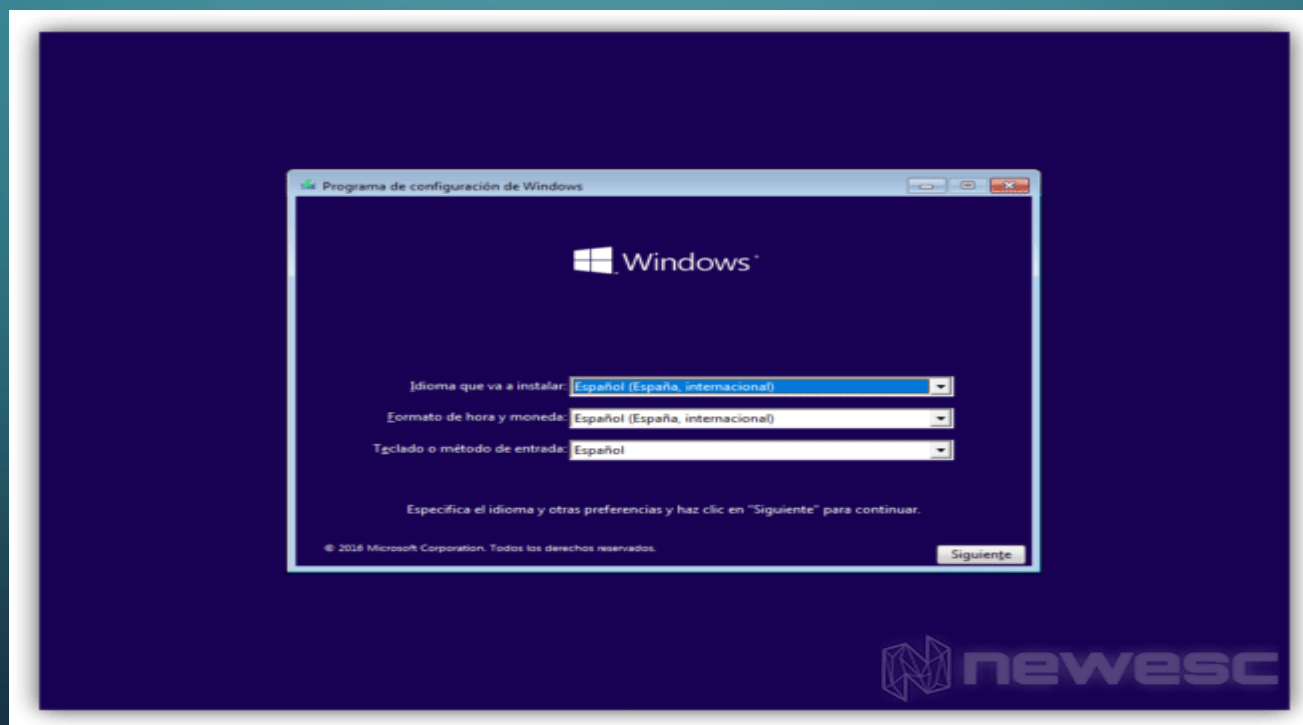 Programa de configuración de Windows
Windows
Idioma que va a instalar: Español (España, internacional)
Formato de hora y moneda: Español (España, internacional)
Teclado o método de entrada: Español
Especifica el idioma y otras preferencias y haz clic en "Siguiente" para continuar.
© 2016 Microsoft Corporation. Todos los derechos reservados.
Siguiente
newesc